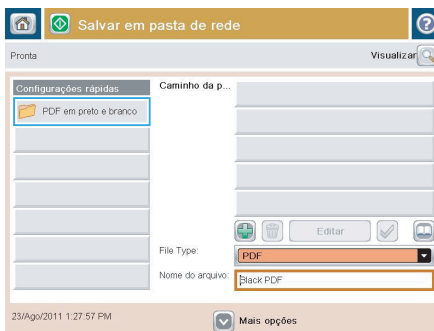 Salvar em pasta de rede
Pronta
Visualizar
Configurações rápidas
Caminho da p...
PDF em preto e branco
Editar
File Type:
PDF
Nome do arquivo:
Black PDF
23/Ago/2011 1:27:57 PM
Mais opções